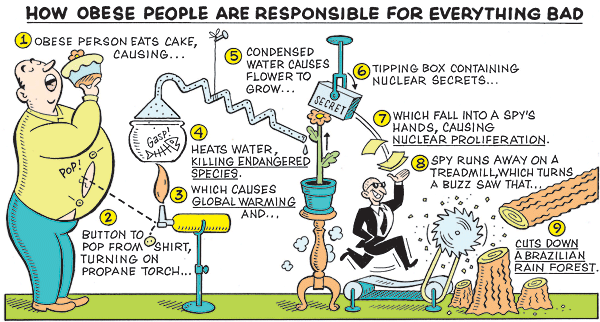 HOW OBESE PEOPLE ARE RESPONSIBLE FOR EVERYTHING BAD
1 OBESE PERSON EATS CAKE,
CAUSING...
POP!
2
BUTTON TO
POP FROM SHIRT,
TURNING ON
PROPANE TORCH...
3
WHICH CAUSES
GLOBAL WARMING
AND...
Gasp!
4
HEATS WATER,
KILLING ENDANGERED
SPECIES.
5 CONDENSED
WATER CAUSES
FLOWER TO
GROW...
SECRET
6
TIPPING BOX CONTAINING
NUCLEAR SECRETS...
7
WHICH FALL INTO A SPY'S
HANDS, CAUSING
NUCLEAR PROLIFERATION.
8 SPY RUNS AWAY ON A
TREADMILL, WHICH TURNS
A BUZZ SAW THAT...
9
CUTS DOWN
A BRAZILIAN
RAIN FOREST.